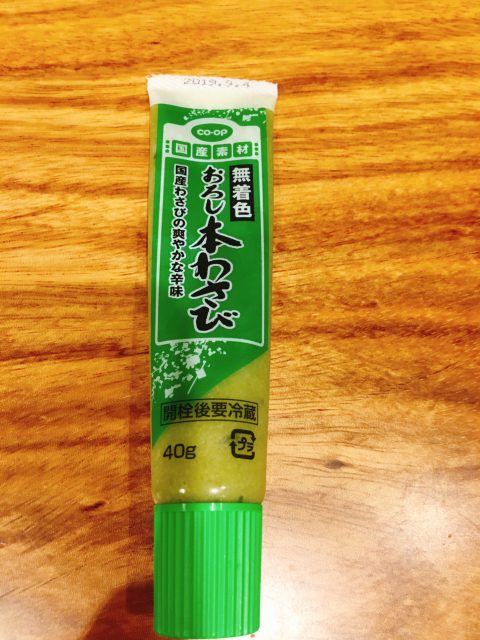 2019.9.4
CO·OP
国産素材
無着色
おろし本わさび
国産わさびの爽やかな辛味
開栓後要冷蔵
40g
プラ